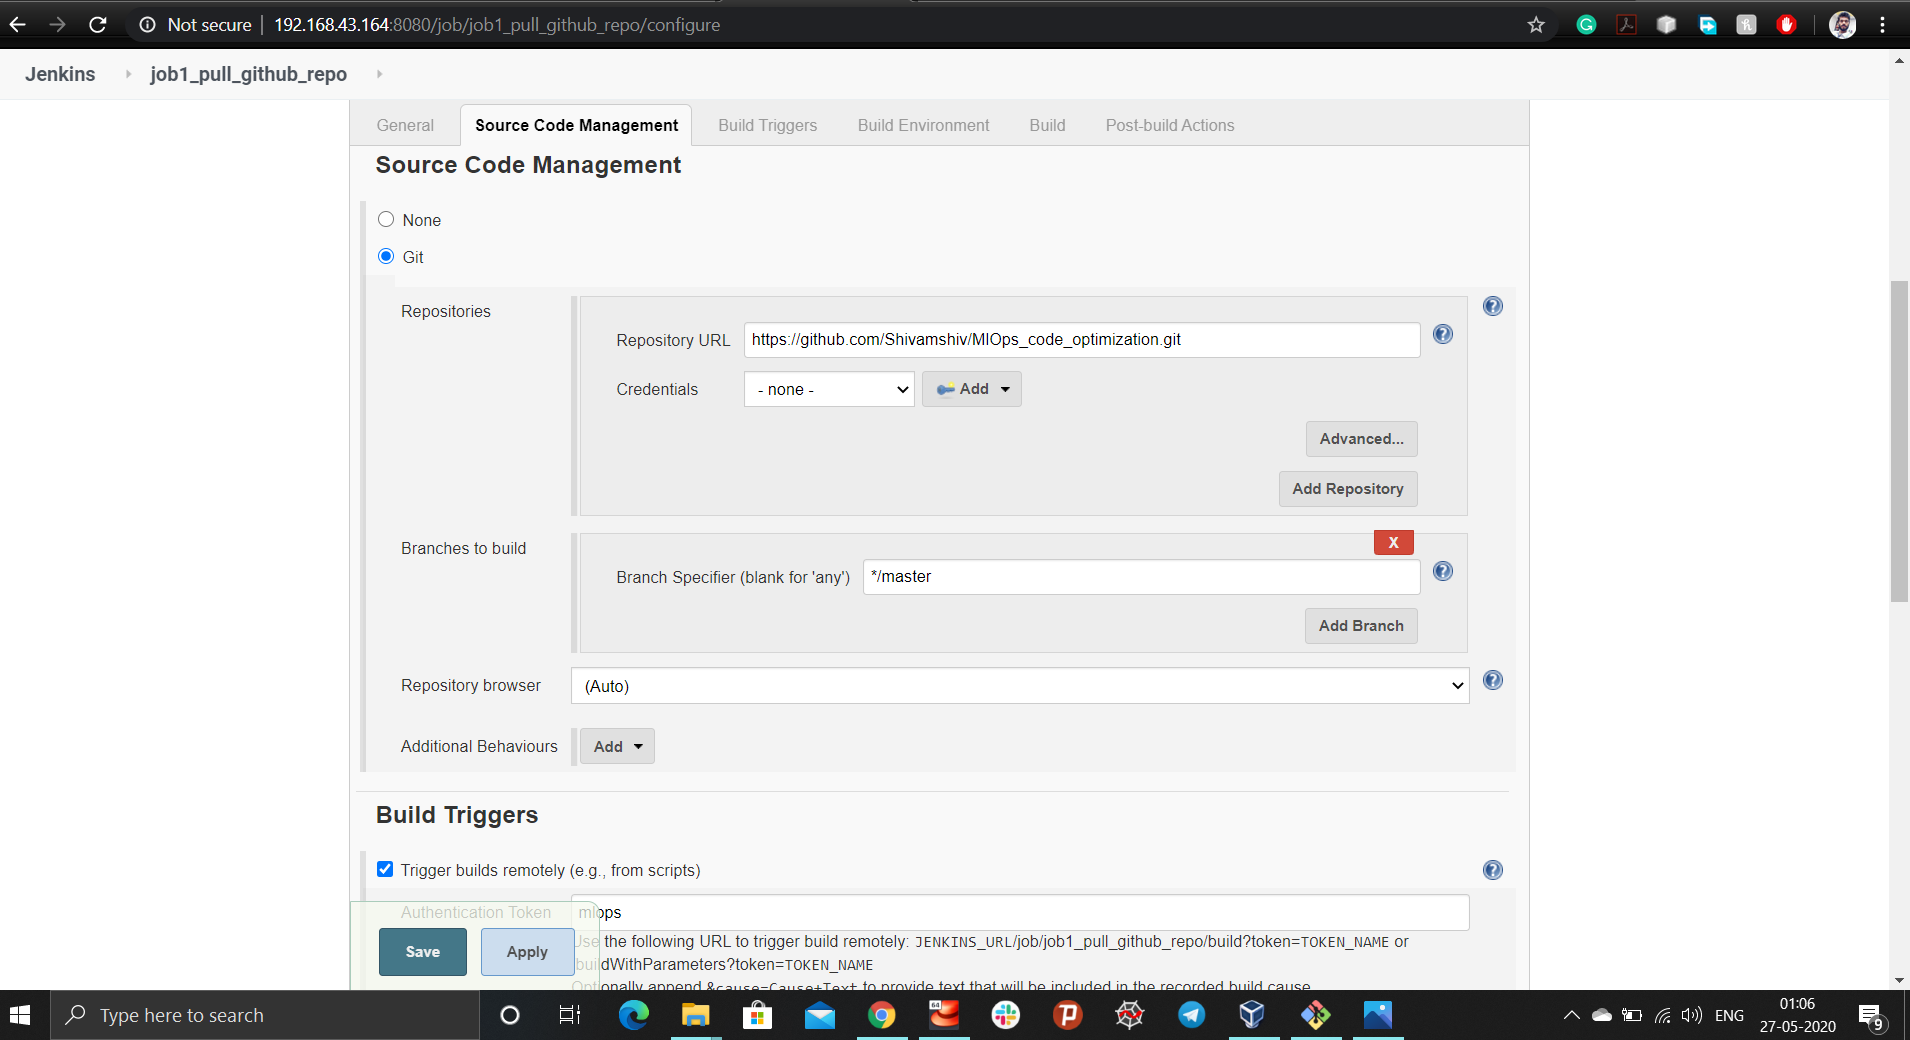 Not secure | 192.168.43.164:8080/job/job1_pull_github_repo/configure
Jenkins job1_pull_github_repo
General Source Code Management Build Triggers Build Environment Build Post-build Actions
Source Code Management
None
Git
Repositories
Repository URL https://github.com/Shivamshiv/MlOps_code_optimization.git
Credentials - none - Add
Advanced...
Add Repository
X
Branches to build
Branch Specifier (blank for 'any') */master
Add Branch
Repository browser (Auto)
Additional Behaviours Add
Build Triggers
Trigger builds remotely (e.g., from scripts)
Authentication Token mlops
Use the following URL to trigger build remotely: JENKINS_URL/job/job1_pull_github_repo/build?token=TOKEN_NAME or
/buildWithParameters?token=TOKEN_NAME
Optionally append &cause=Cause+Text to provide text that will be included in the recorded build cause.
Save Apply
Type here to search
64
ENG
01:06
27-05-2020
9